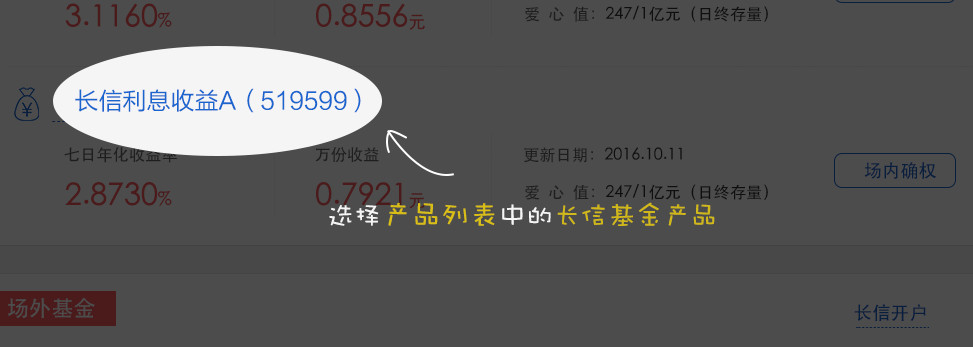 3.1160%
0.8556元
爱 心 值：247/1亿元（日终存量）
长信利息收益A（519599）
七日年化收益率
万份收益
更新日期：2016.10.11
场内确权
2.8730%
0.7921元
爱 心 值：247/1亿元（日终存量）
选择产品列表中的长信基金产品
场外基金
长信开户